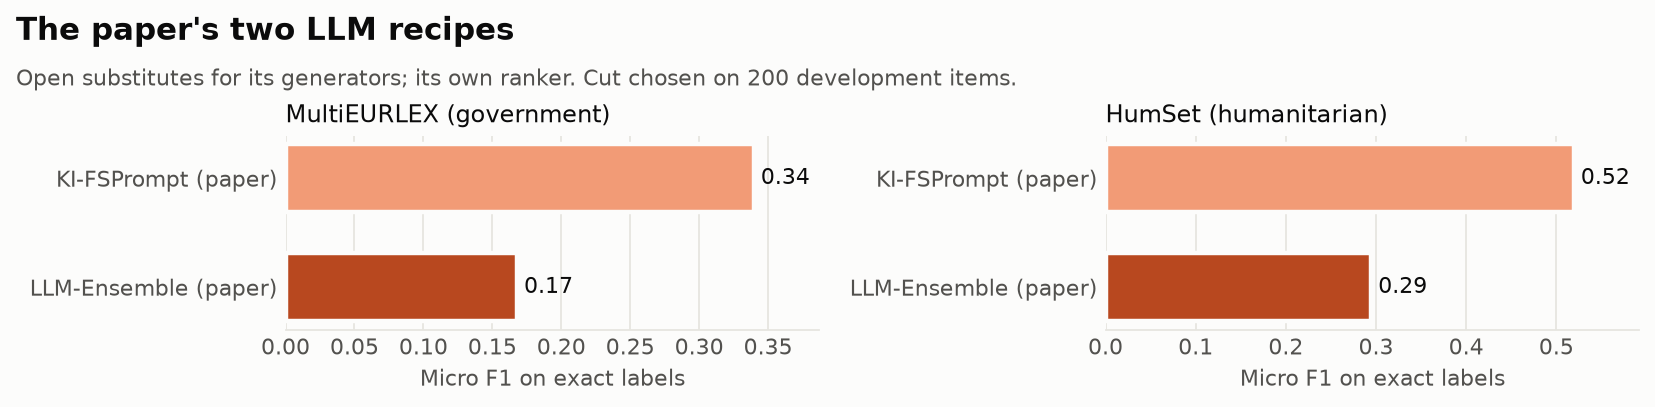 The paper's two LLM recipes
Open substitutes for its generators; its own ranker. Cut chosen on 200 development items.
MultiEURLEX (government)
KI-FSPrompt (paper)
0.34
LLM-Ensemble (paper)
0.17
0.00 0.05 0.10 0.15 0.20 0.25 0.30 0.35
Micro F1 on exact labels
HumSet (humanitarian)
KI-FSPrompt (paper)
0.52
LLM-Ensemble (paper)
0.29
0.0 0.1 0.2 0.3 0.4 0.5
Micro F1 on exact labels